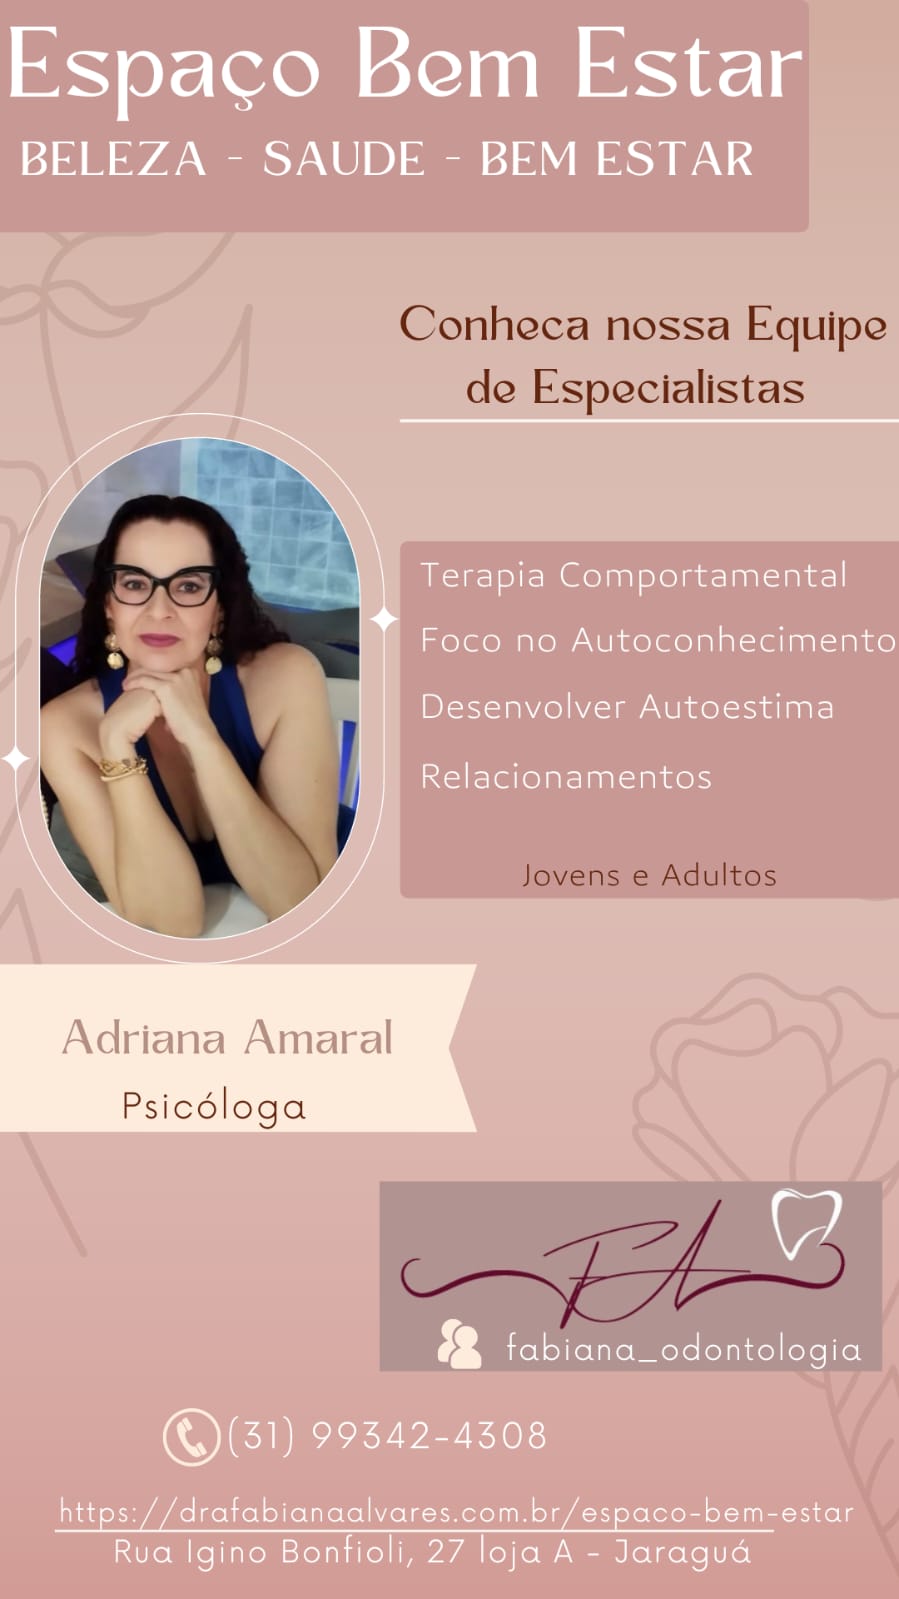 Espaço Bem Estar
BELEZA - SAUDE - BEM ESTAR
Conheca nossa Equipe
de Especialistas
Terapia Comportamental
Foco no Autoconhecimento
Desenvolver Autoestima
Relacionamentos
Jovens e Adultos
Adriana Amaral
Psicóloga
FA
fabiana_odontologia
(31) 99342-4308
https://drafabianaalvares.com.br/espaco-bem-estar
Rua Igino Bonfioli, 27 loja A - Jaraguá